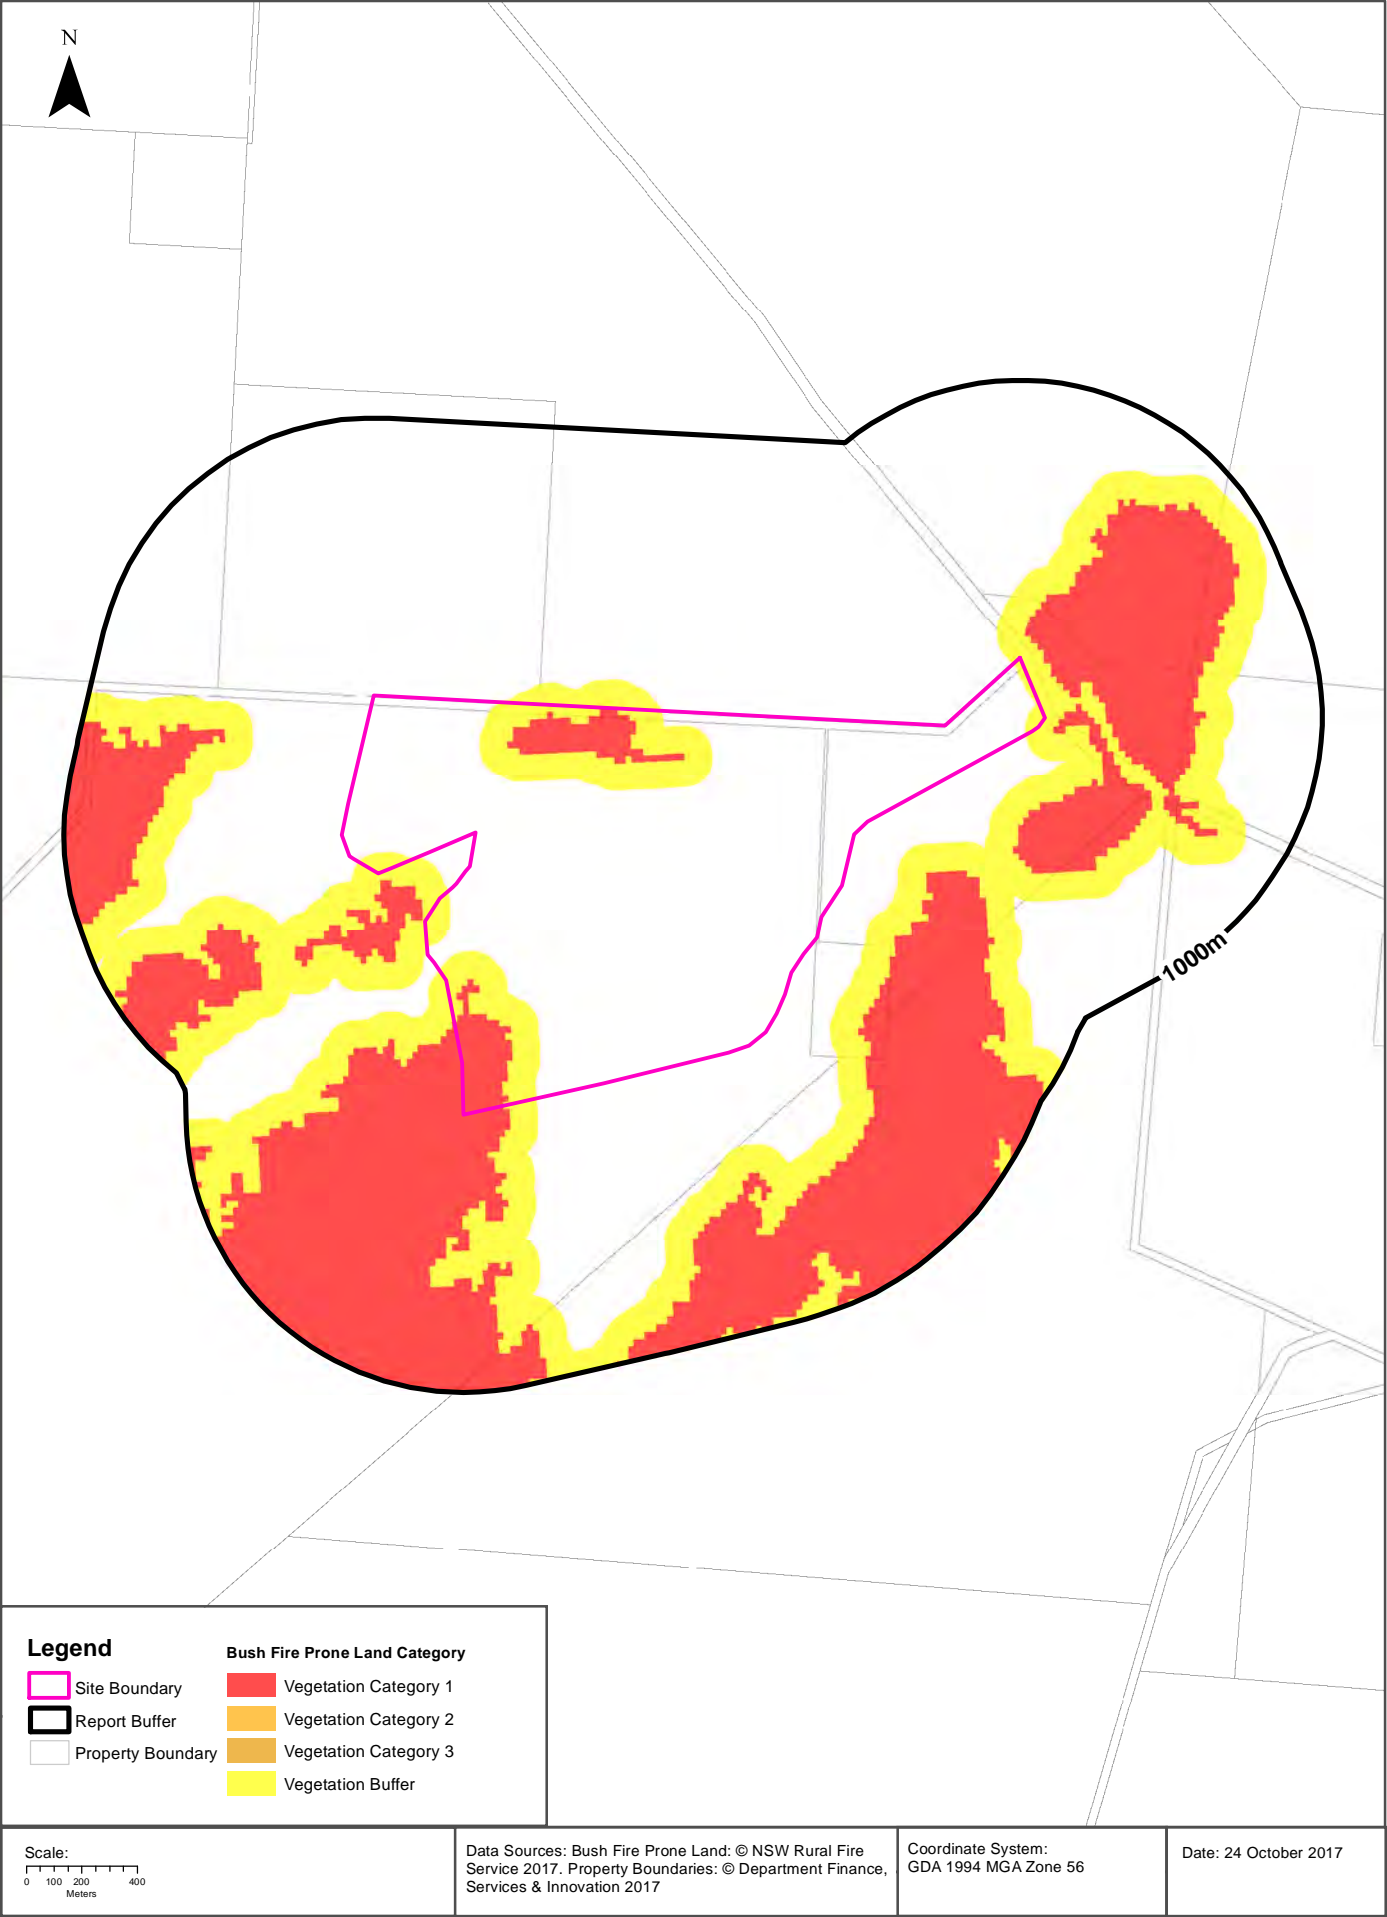 N
1000m
Legend
Site Boundary
Report Buffer
Property Boundary
Bush Fire Prone Land Category
Vegetation Category 1
Vegetation Category 2
Vegetation Category 3
Vegetation Buffer
Scale:
0 100 200 400
Meters
Data Sources: Bush Fire Prone Land: © NSW Rural Fire
Service 2017. Property Boundaries: © Department Finance,
Services & Innovation 2017
Coordinate System:
GDA 1994 MGA Zone 56
Date: 24 October 2017